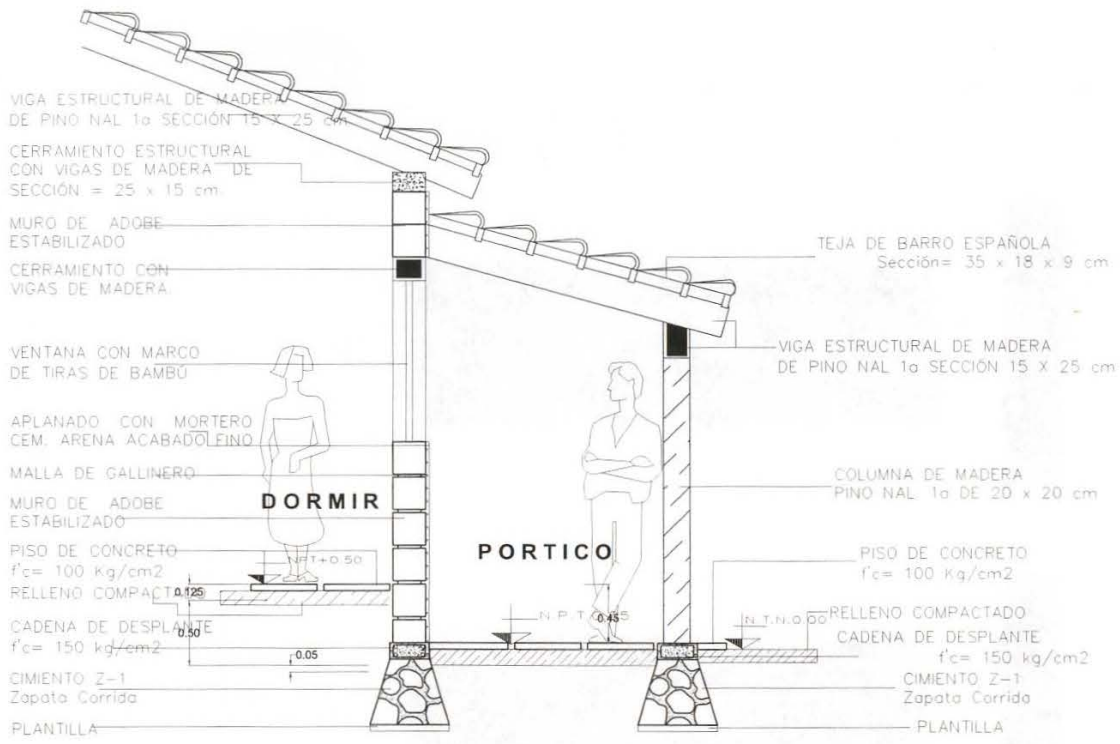 VIGA ESTRUCTURAL DE MADERA
DE PINO NAL 1a SECCIÓN 15 X 25 cm
CERRAMIENTO ESTRUCTURAL
CON VIGAS DE MADERA DE
SECCIÓN = 25 x 15 cm.
MURO DE ADOBE
ESTABILIZADO
CERRAMIENTO CON
VIGAS DE MADERA.
VENTANA CON MARCO
DE TIRAS DE BAMBÚ
APLANADO CON MORTERO
CEM. ARENA ACABADO FINO
MALLA DE GALLINERO
MURO DE ADOBE
ESTABILIZADO
PISO DE CONCRETO
f'c= 100 Kg/cm2
RELLENO COMPACTADO
CADENA DE DESPLANTE
f'c= 150 kg/cm2
CIMIENTO Z-1
Zapata Corrida
PLANTILLA
DORMIR
NPT+0.50
0.125
0.50
0.05
PORTICO
N.P.T.
0.45
N.T.N.0.00
TEJA DE BARRO ESPAÑOLA
Sección= 35 x 18 x 9 cm
VIGA ESTRUCTURAL DE MADERA
DE PINO NAL 1a SECCIÓN 15 X 25 cm
COLUMNA DE MADERA
PINO NAL 1a DE 20 x 20 cm
PISO DE CONCRETO
f'c= 100 Kg/cm2
RELLENO COMPACTADO
CADENA DE DESPLANTE
f'c= 150 kg/cm2
CIMIENTO Z-1
Zapata Corrida
PLANTILLA